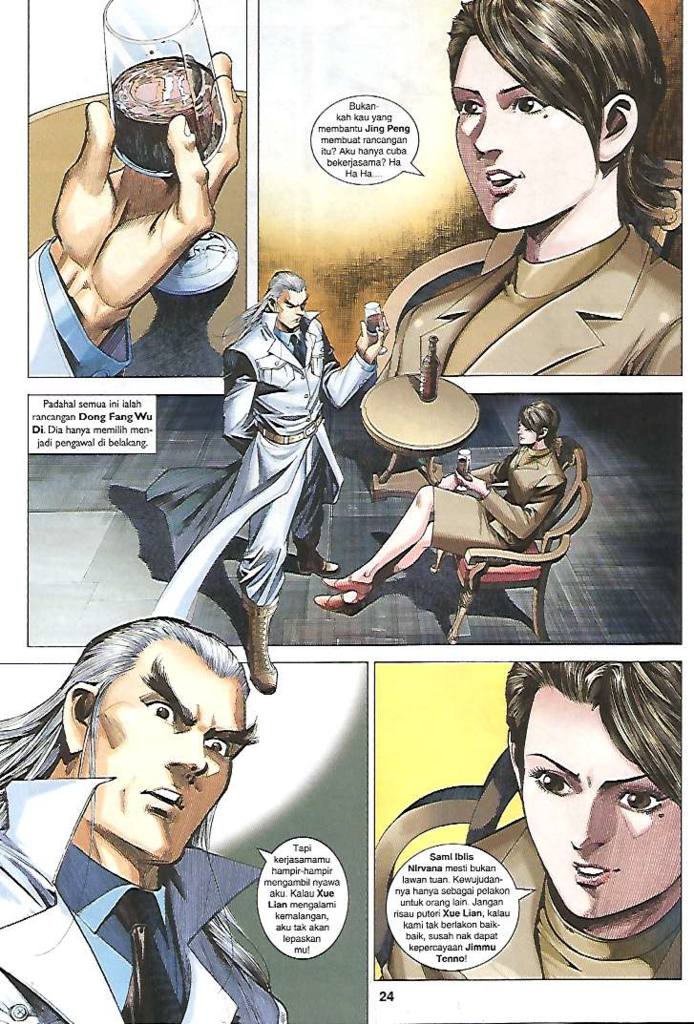 Bukan-
kah kau yang
membantu Jing Peng
membuat rancangan
itu? Aku hanya cuba
bekerjasama? Ha
Ha Ha....
Padahal semua ini ialah
rancangan Dong Fang Wu
Di. Dia hanya memilih men-
jadi pengawal di belakang.
Tapi
kerjasamamu
hampir-hampir
mengambil nyawa
aku. Kalau Xue
Lian mengalami
kemalangan,
aku tak akan
lepaskan
mu!
Sami Iblis
Nirvana mesti bukan
lawan tuan. Kewujudan-
nya hanya sebagai pelakon
untuk orang lain. Jangan
risau puteri Xue Lian, kalau
kami tak berlakon baik-
baik, susah nak dapat
kepercayaan Jimmu
Tenno!
24